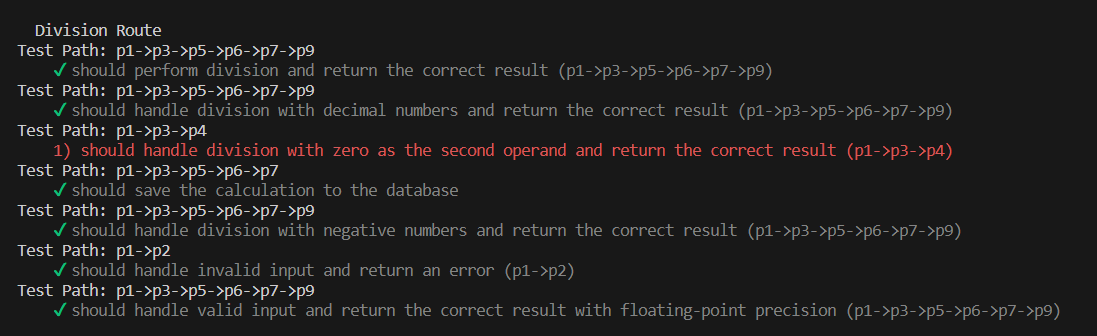 Division Route
Test Path: p1->p3->p5->p6->p7->p9
✓ should perform division and return the correct result (p1->p3->p5->p6->p7->p9)
Test Path: p1->p3->p5->p6->p7->p9
✓ should handle division with decimal numbers and return the correct result (p1->p3->p5->p6->p7->p9)
Test Path: p1->p3->p4
1) should handle division with zero as the second operand and return the correct result (p1->p3->p4)
Test Path: p1->p3->p5->p6->p7
✓ should save the calculation to the database
Test Path: p1->p3->p5->p6->p7->p9
✓ should handle division with negative numbers and return the correct result (p1->p3->p5->p6->p7->p9)
Test Path: p1->p2
✓ should handle invalid input and return an error (p1->p2)
Test Path: p1->p3->p5->p6->p7->p9
✓ should handle valid input and return the correct result with floating-point precision (p1->p3->p5->p6->p7->p9)